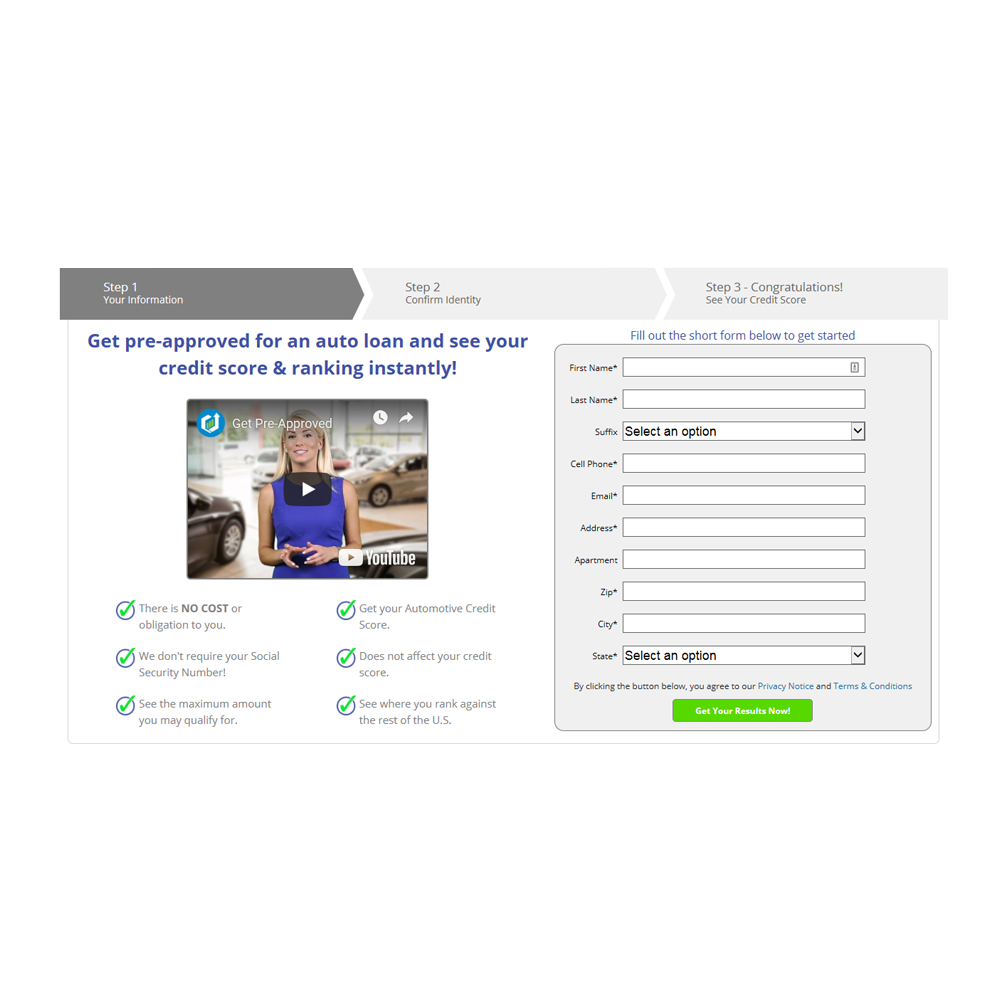 Step 1
Your Information
Step 2
Confirm Identity
Step 3 - Congratulations!
See Your Credit Score
Get pre-approved for an auto loan and see your
credit score & ranking instantly!
Get Pre-Approved
YouTube
There is NO COST or
obligation to you.
Get your Automotive Credit
Score.
We don't require your Social
Security Number!
Does not affect your credit
score.
See the maximum amount
you may qualify for.
See where you rank against
the rest of the U.S.
Fill out the short form below to get started
First Name*
Last Name*
Suffix Select an option
Cell Phone*
Email*
Address*
Apartment
Zip*
City*
State* Select an option
By clicking the button below, you agree to our Privacy Notice and Terms & Conditions
Get Your Results Now!